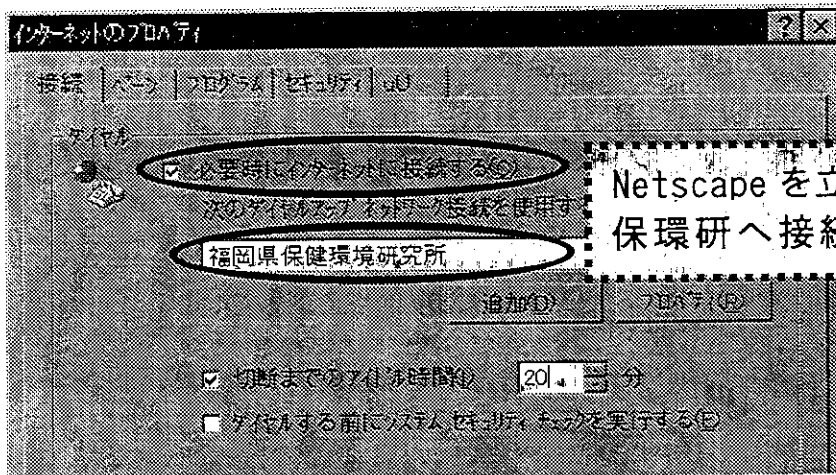 インターネットのプロパティ
接続 ページ プログラム セキュリティ
ダイヤル
必要時にインターネットに接続する(C)
次のダイヤルアップ ネットワーク接続を使用す
福岡県保健環境研究所
追加(D) プロパティ(R)
切断までのアイドル時間(I) 20 分
ダイヤルする前にシステム セキュリティ チェックを実行する(E)
Netscape を立
保環研へ接続